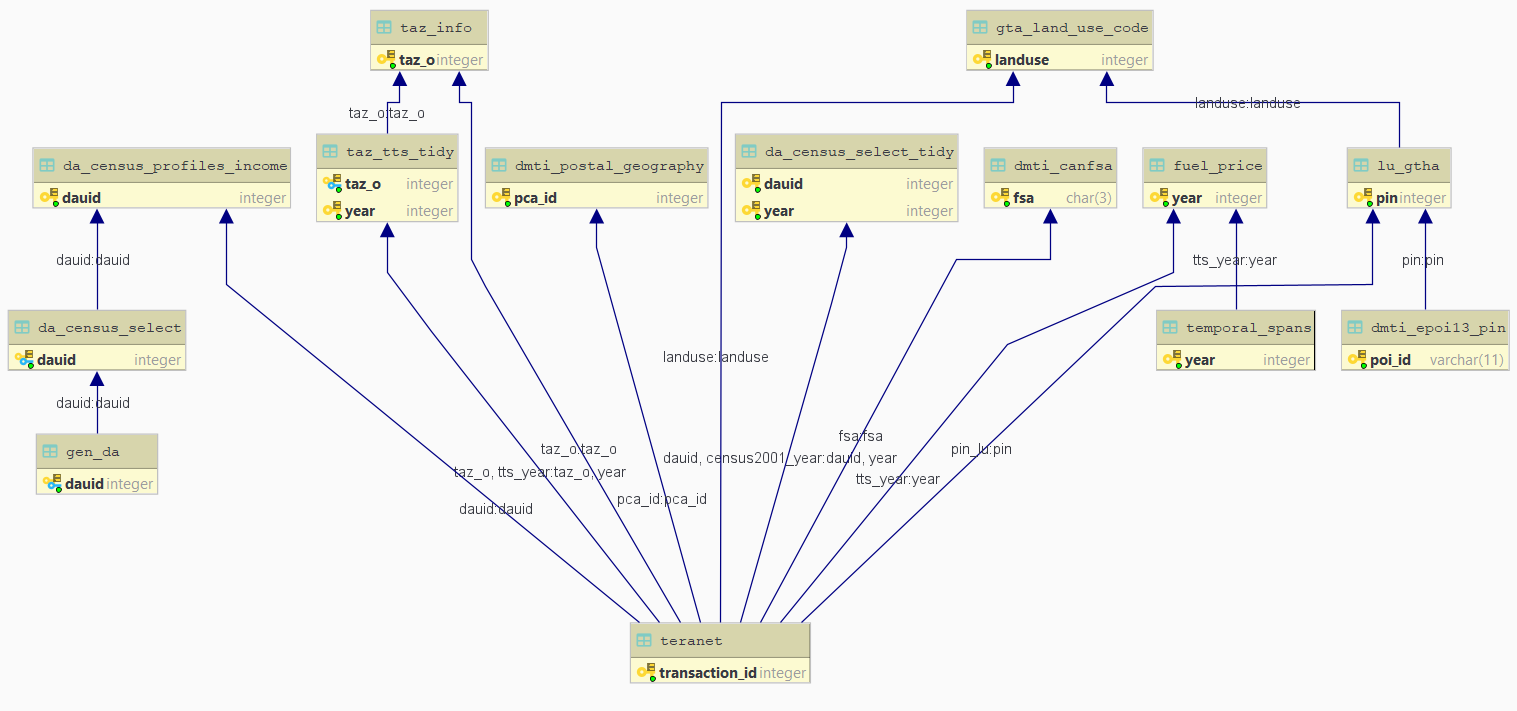 taz_info
taz_o integer
gta_land_use_code
landuse integer
taz_o:taz_o
landuse:landuse
da_census_profiles_income
dauid integer
taz_tts_tidy
taz_o integer
year integer
dmti_postal_geography
pca_id integer
da_census_select_tidy
dauid integer
year integer
dmti_canfsa
fsa char(3)
fuel_price
year integer
lu_gtha
pin integer
dauid:dauid
tts_year:year
pin:pin
da_census_select
dauid integer
temporal_spans
year integer
dmti_epoi13_pin
poi_id varchar(11)
landuse:landuse
dauid:dauid
gen_da
dauid integer
taz_o:taz_o
fsa:fsa
pin_lu:pin
taz_o, tts_year:taz_o, year
dauid, census2001_year:dauid, year
tts_year:year
pca_id:pca_id
dauid:dauid
teranet
transaction_id integer